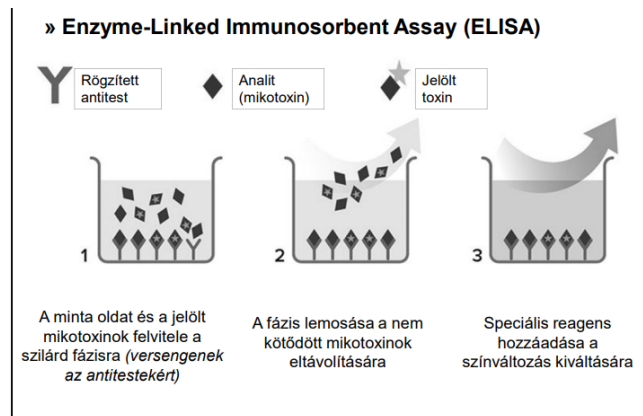 » Enzyme-Linked Immunosorbent Assay (ELISA)
Rögzített
antitest
Analit
(mikotoxin)
Jelölt
toxin
1
2
3
A minta oldat és a jelölt
mikotoxinok felvitele a
szilárd fázisra (versengenek
az antitestekért)
A fázis lemosása a nem
kötődött mikotoxinok
eltávolítására
Speciális reagens
hozzáadása a
színváltozás kiváltására